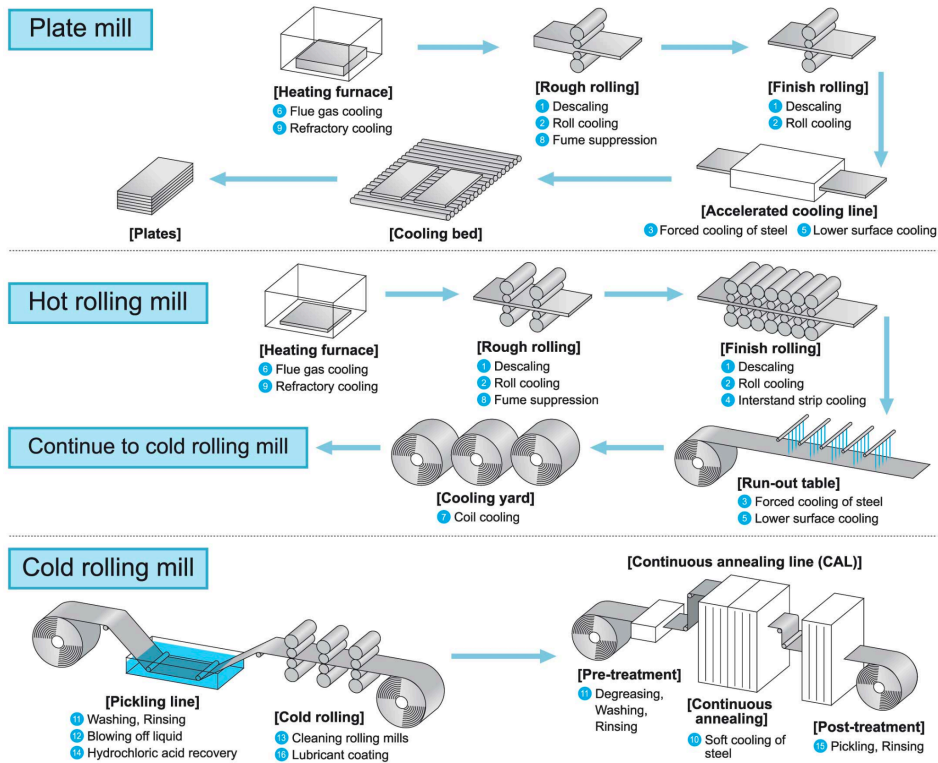 Plate mill
[Heating furnace]
6 Flue gas cooling
9 Refractory cooling
[Rough rolling]
1 Descaling
2 Roll cooling
8 Fume suppression
[Finish rolling]
1 Descaling
2 Roll cooling
[Accelerated cooling line]
3 Forced cooling of steel 5 Lower surface cooling
[Cooling bed]
[Plates]
Hot rolling mill
[Heating furnace]
6 Flue gas cooling
9 Refractory cooling
[Rough rolling]
1 Descaling
2 Roll cooling
8 Fume suppression
[Finish rolling]
1 Descaling
2 Roll cooling
4 Interstand strip cooling
[Run-out table]
3 Forced cooling of steel
5 Lower surface cooling
[Cooling yard]
7 Coil cooling
Continue to cold rolling mill
Cold rolling mill
[Pickling line]
11 Washing, Rinsing
12 Blowing off liquid
14 Hydrochloric acid recovery
[Cold rolling]
13 Cleaning rolling mills
16 Lubricant coating
[Continuous annealing line (CAL)]
[Pre-treatment]
11 Degreasing,
Washing,
Rinsing
[Continuous
annealing]
10 Soft cooling of
steel
[Post-treatment]
15 Pickling, Rinsing